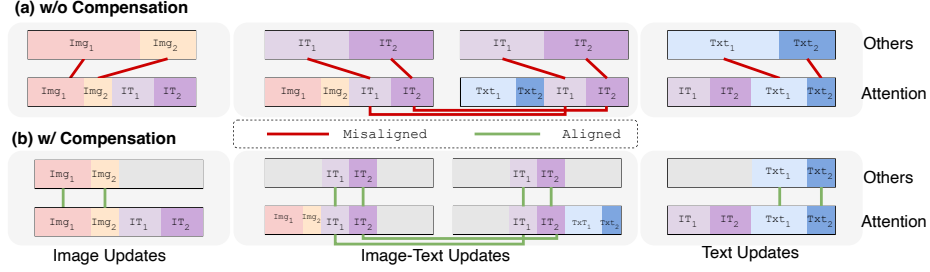 (a) w/o Compensation
Img1 Img2 IT1 IT2 IT1 IT2 Txt1 Txt2 Others
Img1 Img2 IT1 IT2 Img1 Img2 IT1 IT2 Txt1 Txt2 IT1 IT2 IT1 IT2 Txt1 Txt2 Attention
Misaligned Aligned
(b) w/ Compensation
Img1 Img2 IT1 IT2 IT1 IT2 Txt1 Txt2 Others
Img1 Img2 IT1 IT2 Img1 Img2 IT1 IT2 IT1 IT2 TxT1 Txt2 IT1 IT2 Txt1 Txt2 Attention
Image Updates Image-Text Updates Text Updates